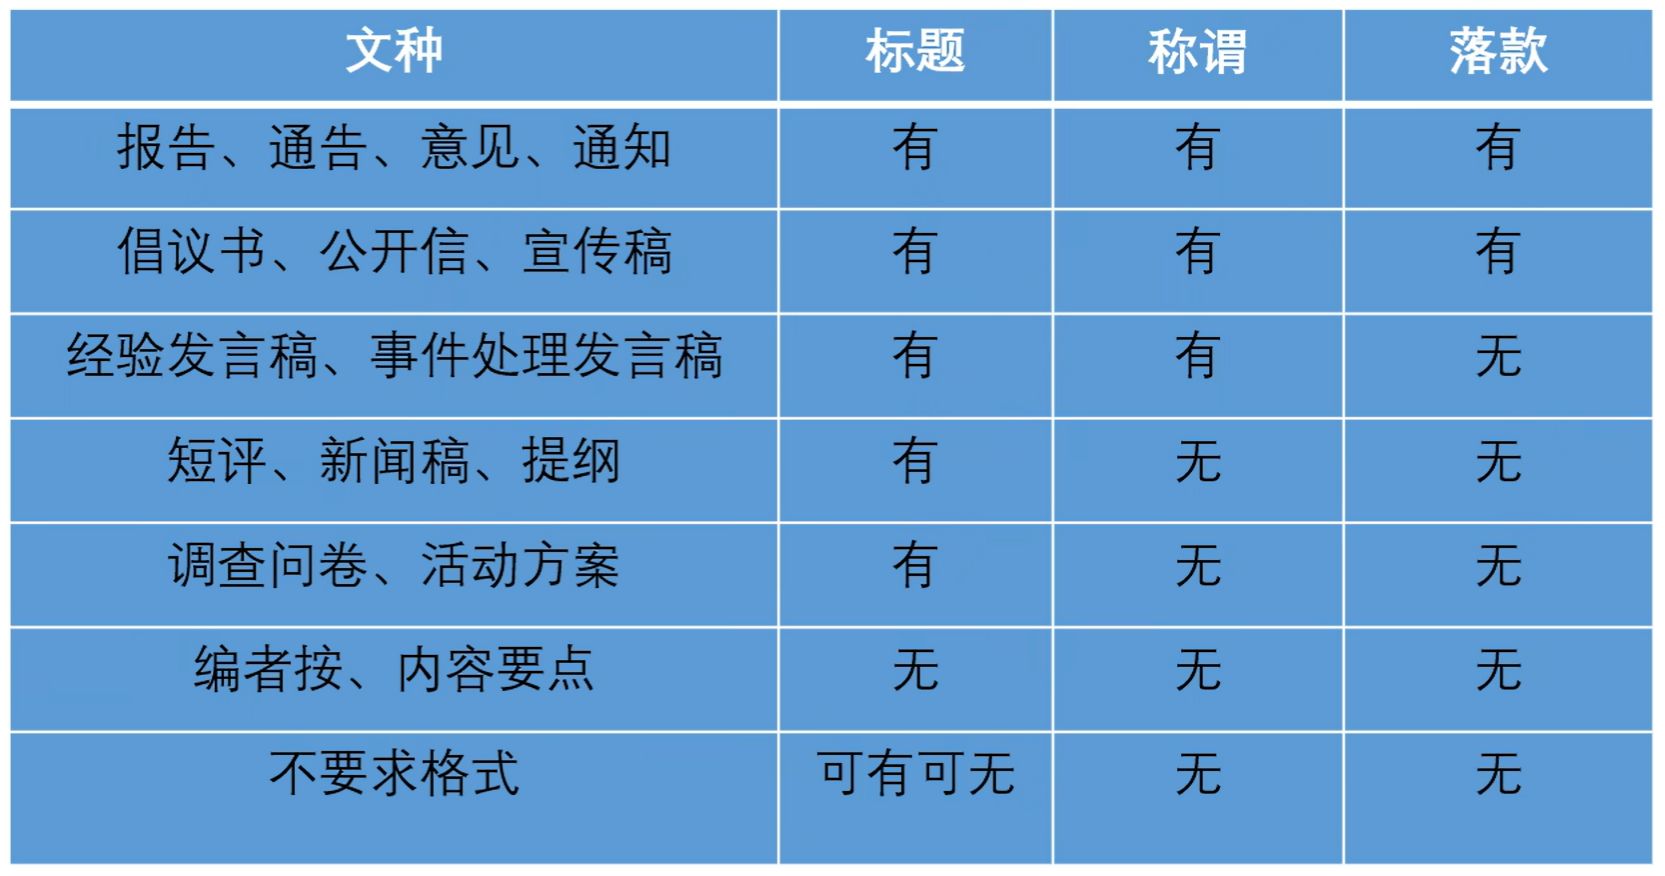 文种 标题 称谓 落款
报告、通告、意见、通知 有 有 有
倡议书、公开信、宣传稿 有 有 有
经验发言稿、事件处理发言稿 有 有 无
短评、新闻稿、提纲 有 无 无
调查问卷、活动方案 有 无 无
编者按、内容要点 无 无 无
不要求格式 可有可无 无 无